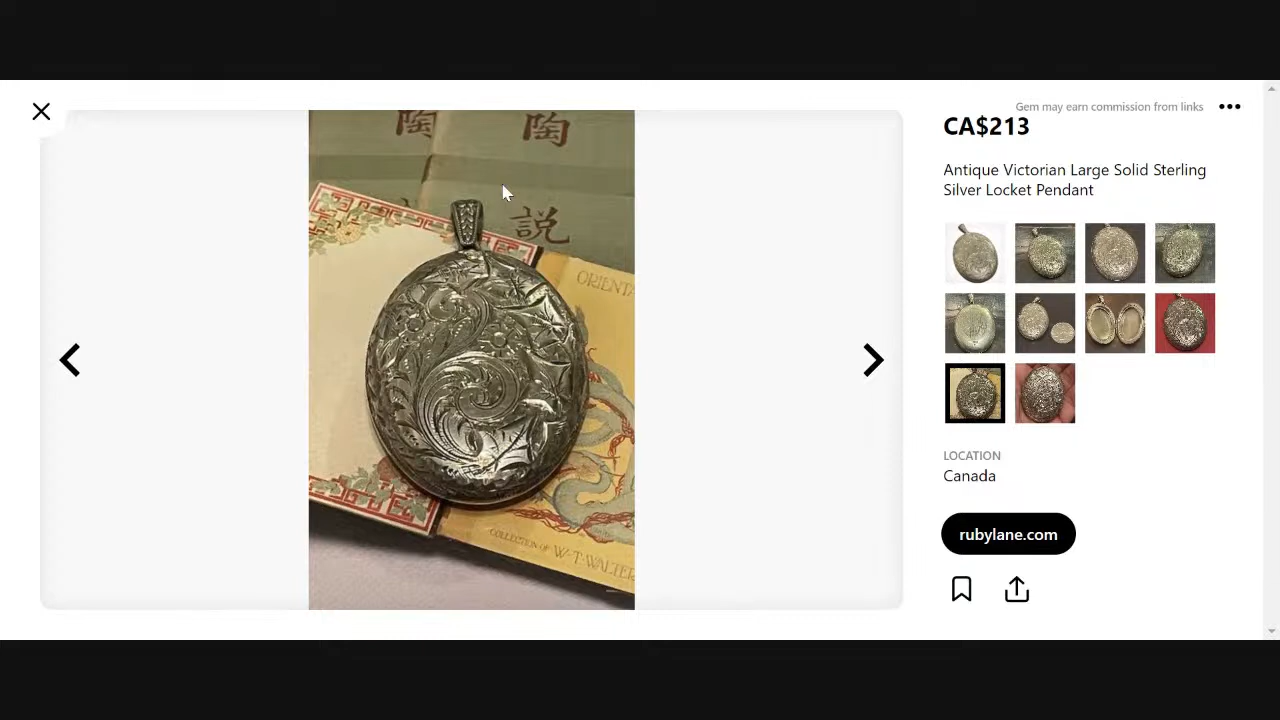 Gem may earn commission from links
CA$213
Antique Victorian Large Solid Sterling
Silver Locket Pendant
陶 陶
説
ORIENTA
COLLECTION OF W·T·WALTER
LOCATION
Canada
rubylane.com